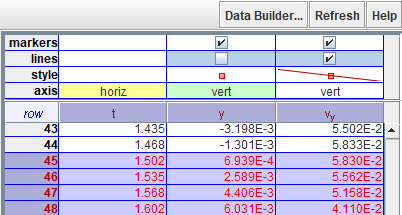 Data Builder... Refresh Help
markers
lines
style
axis horiz vert vert
row t y vy
43 1.435 -3.198E-3 5.502E-2
44 1.468 -1.301E-3 5.833E-2
45 1.502 6.939E-4 5.830E-2
46 1.535 2.589E-3 5.562E-2
47 1.568 4.406E-3 5.158E-2
48 1.602 6.031E-3 4.110E-2